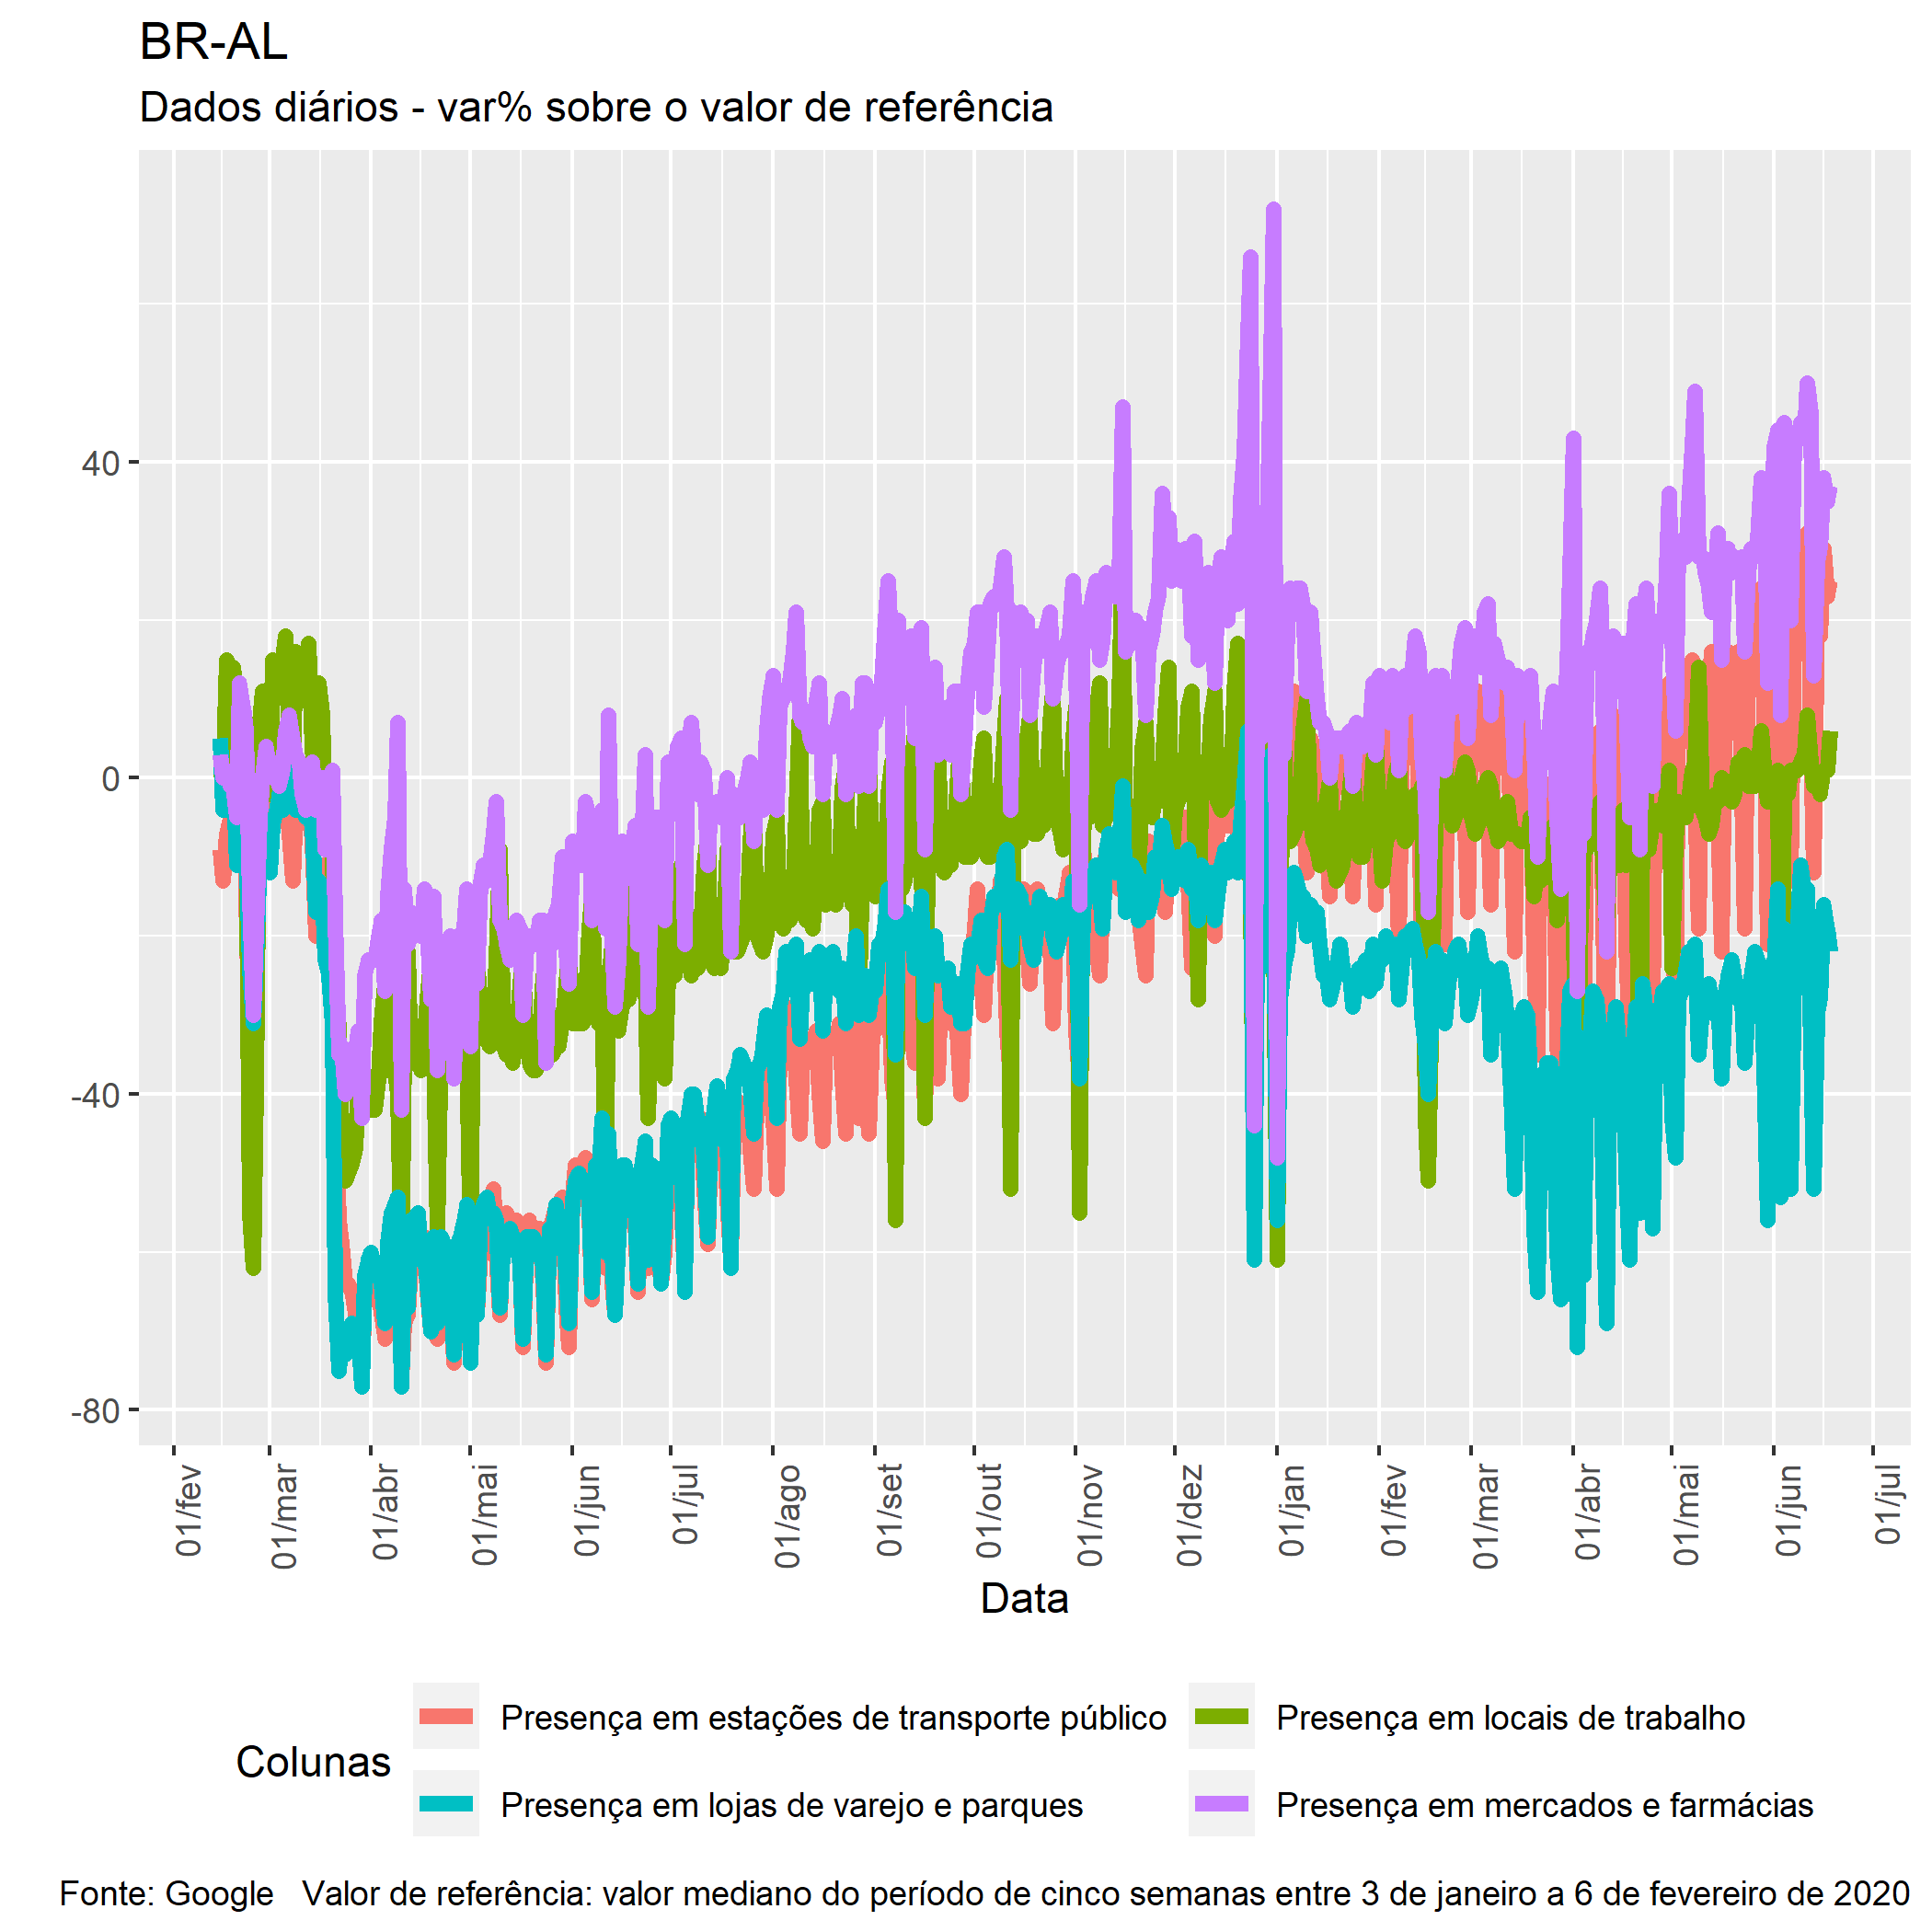 BR-AL
Dados diários - var% sobre o valor de referência
40
0
-40
-80
01/fev
01/mar
01/abr
01/mai
01/jun
01/jul
01/ago
01/set
01/out
01/nov
01/dez
01/jan
01/fev
01/mar
01/abr
01/mai
01/jun
01/jul
Data
Colunas
Presença em estações de transporte público
Presença em locais de trabalho
Presença em lojas de varejo e parques
Presença em mercados e farmácias
Fonte: Google   Valor de referência: valor mediano do período de cinco semanas entre 3 de janeiro a 6 de fevereiro de 2020